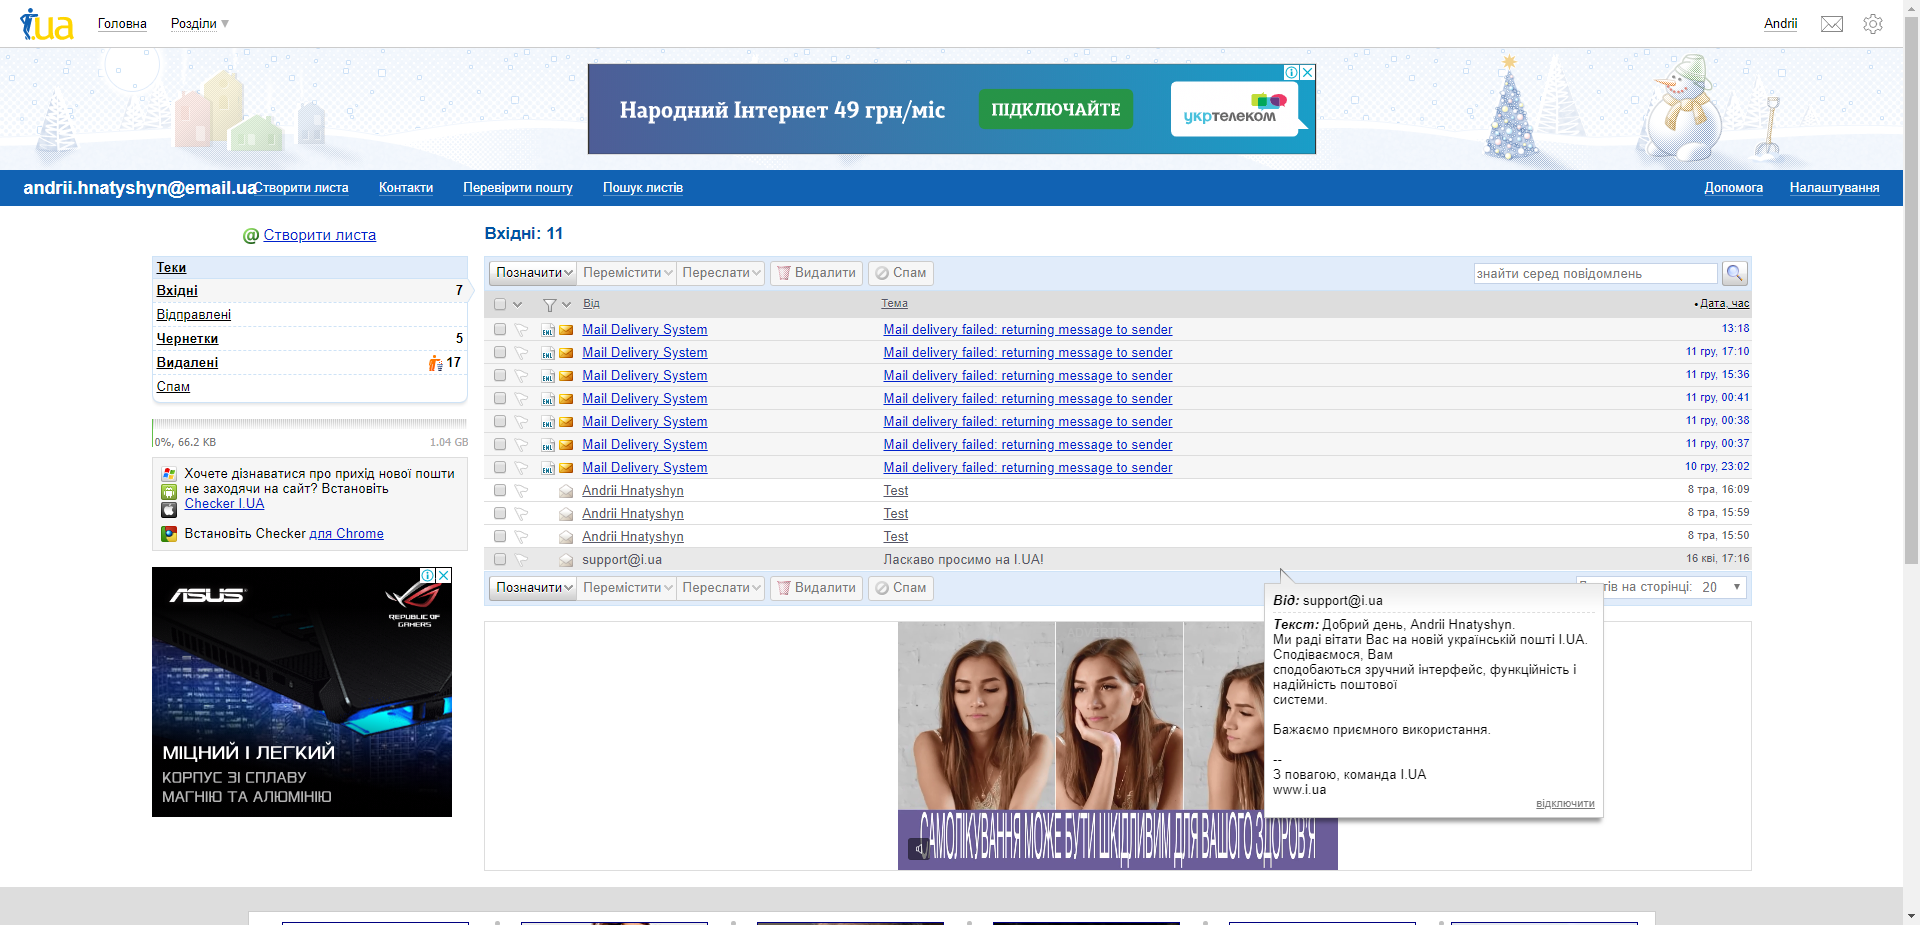 i.ua
Головна
Розділи
Andrii
Народний Інтернет 49 грн/міс
ПІДКЛЮЧАЙТЕ
укртелеком
andrii.hnatyshyn@email.ua
Створити листа
Контакти
Перевірити пошту
Пошук листів
Допомога
Налаштування
@ Створити листа
Теки
Вхідні 7
Відправлені
Чернетки 5
Видалені 17
Спам
0%, 66.2 KB 1.04 GB
Хочете дізнаватися про прихід нової пошти
не заходячи на сайт? Встановіть
Checker I.UA
Встановіть Checker для Chrome
ASUS
REPUBLIC OF
GAMERS
МІЦНИЙ І ЛЕГКИЙ
КОРПУС ЗІ СПЛАВУ
МАГНІЮ ТА АЛЮМІНІЮ
Вхідні: 11
Позначити Перемістити Переслати Видалити Спам
знайти серед повідомлень
Від Тема Дата, час
EML Mail Delivery System Mail delivery failed: returning message to sender 13:18
EML Mail Delivery System Mail delivery failed: returning message to sender 11 гру, 17:10
EML Mail Delivery System Mail delivery failed: returning message to sender 11 гру, 15:36
EML Mail Delivery System Mail delivery failed: returning message to sender 11 гру, 00:41
EML Mail Delivery System Mail delivery failed: returning message to sender 11 гру, 00:38
EML Mail Delivery System Mail delivery failed: returning message to sender 11 гру, 00:37
EML Mail Delivery System Mail delivery failed: returning message to sender 10 гру, 23:02
Andrii Hnatyshyn Test 8 тра, 16:09
Andrii Hnatyshyn Test 8 тра, 15:59
Andrii Hnatyshyn Test 8 тра, 15:50
support@i.ua Ласкаво просимо на I.UA! 16 кві, 17:16
Позначити Перемістити Переслати Видалити Спам
на сторінці: 20
Від: support@i.ua
Текст: Добрий день, Andrii Hnatyshyn.
Ми раді вітати Вас на новій українській пошті I.UA.
Сподіваємося, Вам
сподобаються зручний інтерфейс, функційність і
надійність поштової
системи.
Бажаємо приємного використання.
--
З повагою, команда I.UA
www.i.ua
відключити
САМОЛІКУВАННЯ МОЖЕ БУТИ ШКІДЛИВИМ ДЛЯ ВАШОГО ЗДОРОВ'Я